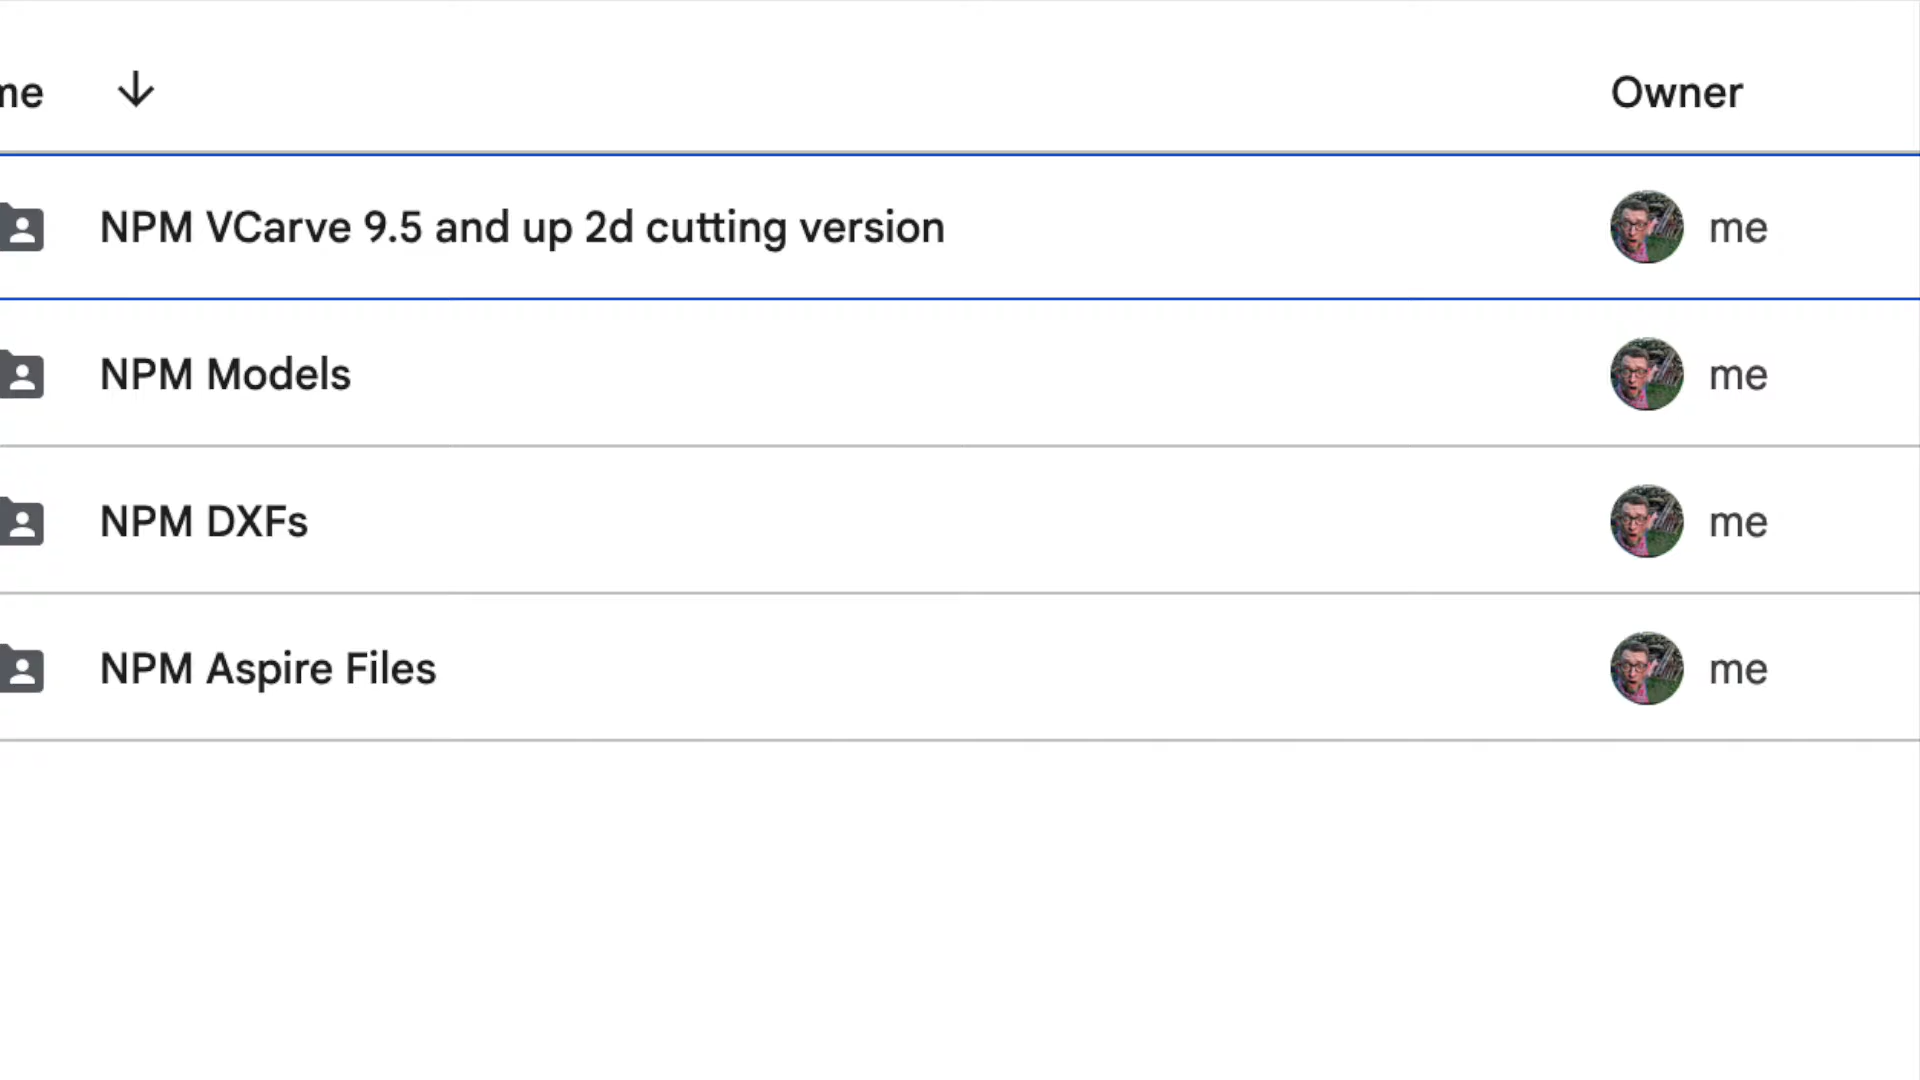 me Owner
NPM VCarve 9.5 and up 2d cutting version me
NPM Models me
NPM DXFs me
NPM Aspire Files me